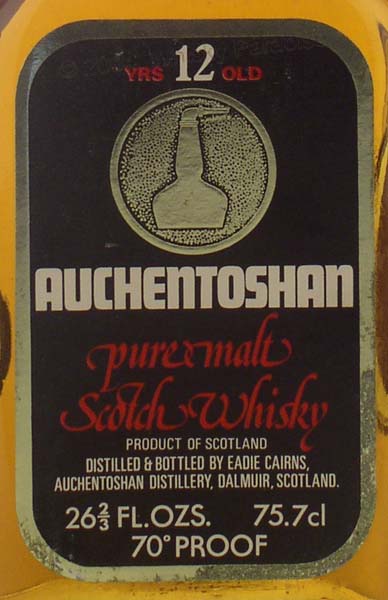 YRS 12 OLD
AUCHENTOSHAN
pure malt
Scotch Whisky
PRODUCT OF SCOTLAND
DISTILLED & BOTTLED BY EADIE CAIRNS,
AUCHENTOSHAN DISTILLERY, DALMUIR, SCOTLAND.
26⅔ FL.OZS. 75.7cl
70° PROOF